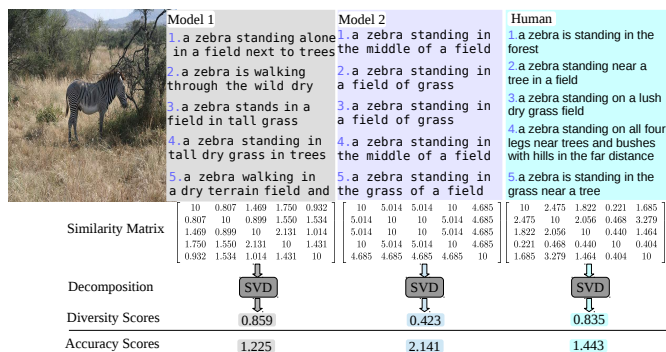 Model 1
1.a zebra standing alone
in a field next to trees
2.a zebra is walking
through the wild dry
3.a zebra stands in a
field in tall grass
4.a zebra standing in
tall dry grass in trees
5.a zebra walking in
a dry terrain field and
Model 2
1.a zebra standing in
the middle of a field
2.a zebra standing in
a field of grass
3.a zebra standing in
a field of grass
4.a zebra standing in
the middle of a field
5.a zebra standing in
the grass of a field
Human
1.a zebra is standing in the
forest
2.a zebra standing near a
tree in a field
3.a zebra standing on a lush
dry grass field
4.a zebra standing on all four
legs near trees and bushes
with hills in the far distance
5.a zebra is standing in the
grass near a tree
Similarity Matrix
10 0.807 1.469 1.750 0.932
0.807 10 0.899 1.550 1.534
1.469 0.899 10 2.131 1.014
1.750 1.550 2.131 10 1.431
0.932 1.534 1.014 1.431 10
10 5.014 5.014 10 4.685
5.014 10 10 5.014 4.685
5.014 10 10 5.014 4.685
10 5.014 5.014 10 4.685
4.685 4.685 4.685 4.685 10
10 2.475 1.822 0.221 1.685
2.475 10 2.056 0.468 3.279
1.822 2.056 10 0.440 1.464
0.221 0.468 0.440 10 0.404
1.685 3.279 1.464 0.404 10
Decomposition SVD SVD SVD
Diversity Scores 0.859 0.423 0.835
Accuracy Scores 1.225 2.141 1.443